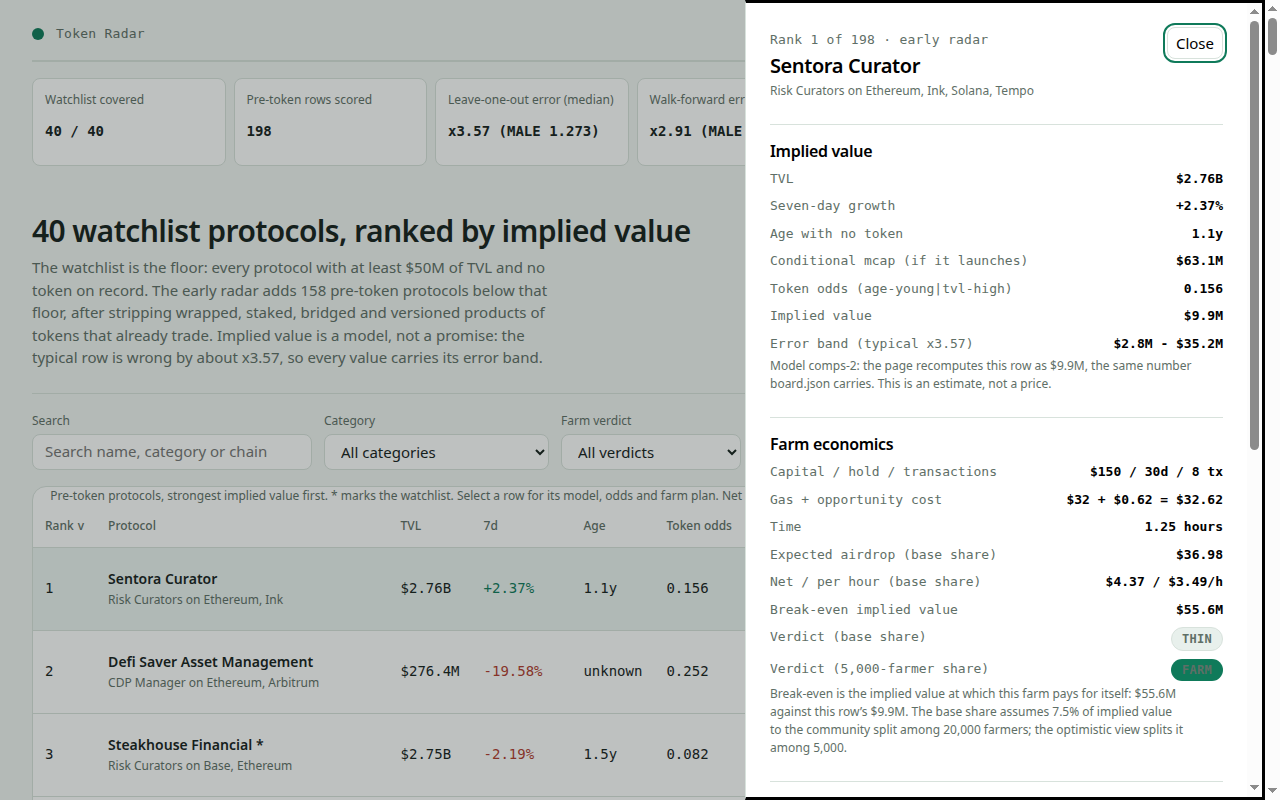 Token Radar
Watchlist covered
40 / 40
Pre-token rows scored
198
Leave-one-out error (median)
x3.57 (MALE 1.273)
Walk-forward err
x2.91 (MALE
40 watchlist protocols, ranked by implied value
The watchlist is the floor: every protocol with at least $50M of TVL and no
token on record. The early radar adds 158 pre-token protocols below that
floor, after stripping wrapped, staked, bridged and versioned products of
tokens that already trade. Implied value is a model, not a promise: the
typical row is wrong by about x3.57, so every value carries its error band.
Search
Category
Farm verdict
Search name, category or chain
All categories
All verdicts
Pre-token protocols, strongest implied value first. * marks the watchlist. Select a row for its model, odds and farm plan. Net
Rank v Protocol TVL 7d Age Token odds
1 Sentora Curator $2.76B +2.37% 1.1y 0.156
Risk Curators on Ethereum, Ink
2 Defi Saver Asset Management $276.4M -19.58% unknown 0.252
CDP Manager on Ethereum, Arbitrum
3 Steakhouse Financial * $2.75B -2.19% 1.5y 0.082
Risk Curators on Base, Ethereum
Rank 1 of 198 · early radar
Close
Sentora Curator
Risk Curators on Ethereum, Ink, Solana, Tempo
Implied value
TVL $2.76B
Seven-day growth +2.37%
Age with no token 1.1y
Conditional mcap (if it launches) $63.1M
Token odds (age-young|tvl-high) 0.156
Implied value $9.9M
Error band (typical x3.57) $2.8M - $35.2M
Model comps-2: the page recomputes this row as $9.9M, the same number
board.json carries. This is an estimate, not a price.
Farm economics
Capital / hold / transactions $150 / 30d / 8 tx
Gas + opportunity cost $32 + $0.62 = $32.62
Time 1.25 hours
Expected airdrop (base share) $36.98
Net / per hour (base share) $4.37 / $3.49/h
Break-even implied value $55.6M
Verdict (base share) THIN
Verdict (5,000-farmer share) FARM
Break-even is the implied value at which this farm pays for itself: $55.6M
against this row's $9.9M. The base share assumes 7.5% of implied value
to the community split among 20,000 farmers; the optimistic view splits it
among 5,000.